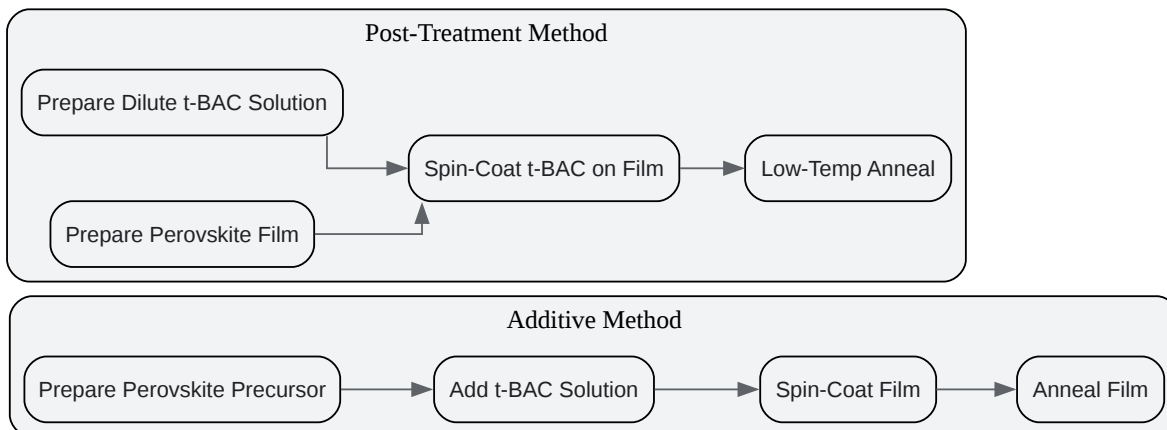 Post-Treatment Method
Prepare Dilute t-BAC Solution
Spin-Coat t-BAC on Film
Low-Temp Anneal
Prepare Perovskite Film
Additive Method
Prepare Perovskite Precursor
Add t-BAC Solution
Spin-Coat Film
Anneal Film